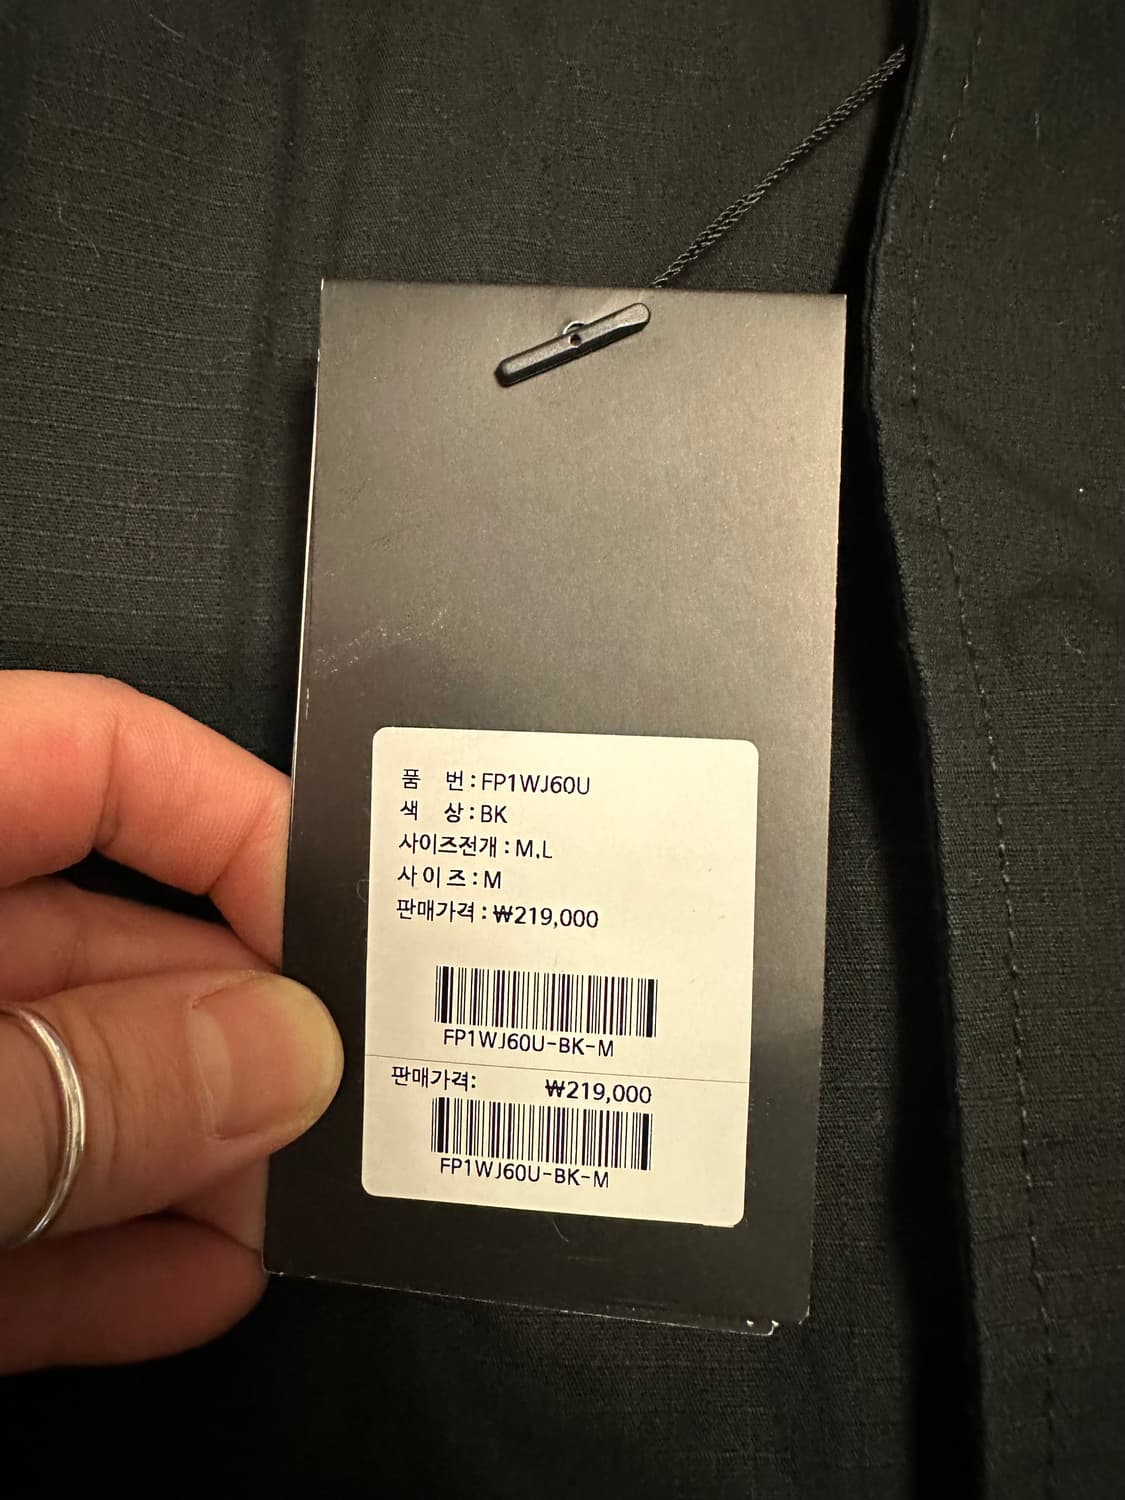 품 번 : FP1WJ60U
색 상 : BK
사이즈전개 : M,L
사 이 즈 : M
판매가격 : ₩219,000
FP1WJ60U-BK-M
판매가격: ₩219,000
FP1WJ60U-BK-M